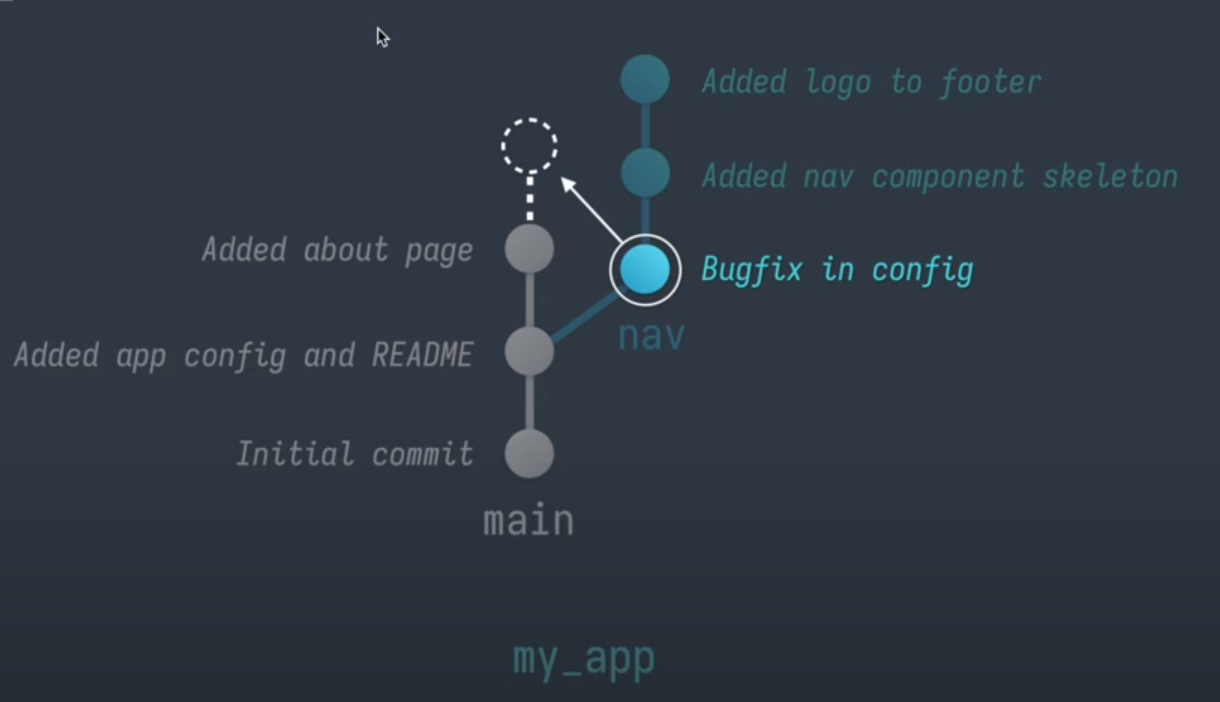 Added logo to footer
Added nav component skeleton
Added about page
Bugfix in config
nav
Added app config and README
Initial commit
main
my_app